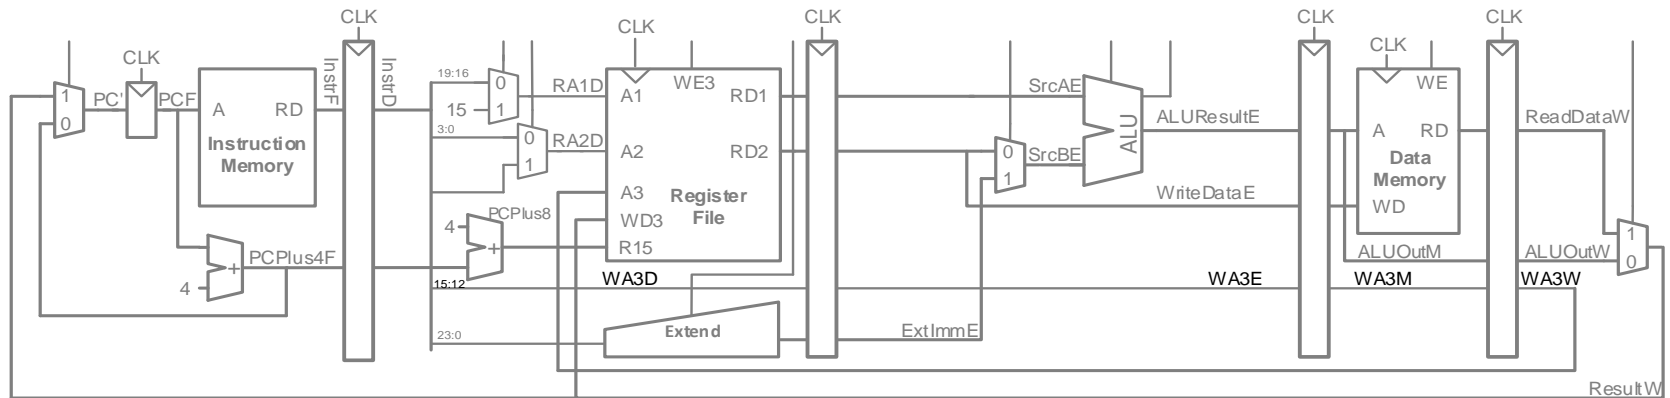 CLK
CLK
CLK
CLK
CLK
CLK
CLK
1
0
PC'
PCF
A
RD
Instruction
Memory
InstrF
InstrD
PCPlus4F
4
+
19:16
0
15
1
RA1D
3:0
0
1
RA2D
A1
WE3
RD1
A2
RD2
A3
Register
File
WD3
R15
PCPlus8
4
+
15:12
WA3D
WA3E
WA3M
WA3W
23:0
Extend
ExtImmE
SrcAE
0
1
SrcBE
ALU
ALUResultE
WriteDataE
WE
A
RD
Data
Memory
WD
ReadDataW
ALUOutM
ALUOutW
1
0
ResultW